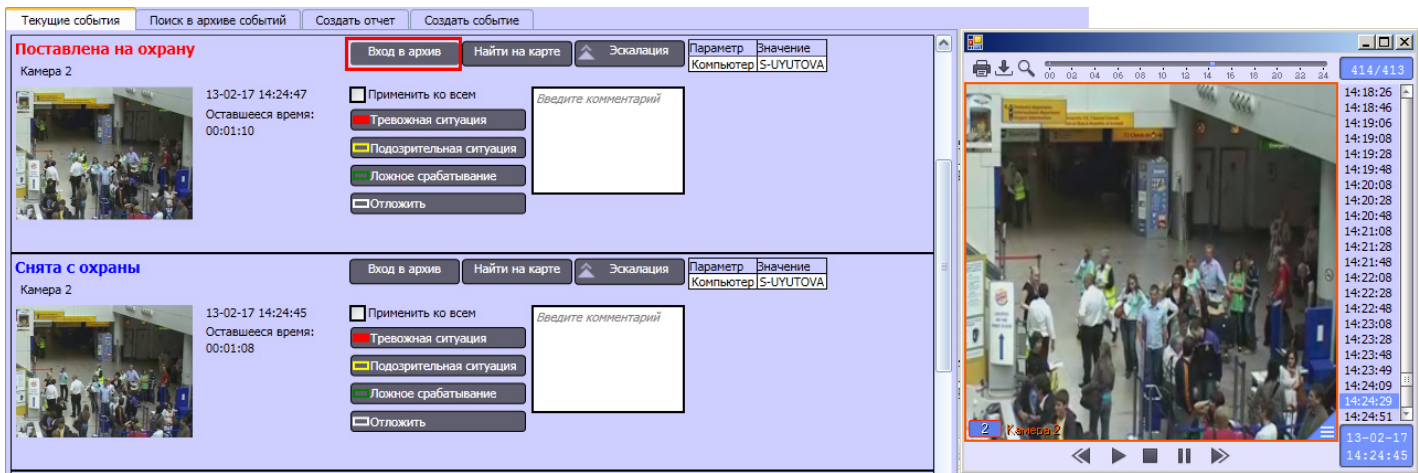 Текущие события
Поиск в архиве событий
Создать отчет
Создать событие
Поставлена на охрану
Вход в архив
Найти на карте
Эскалация
Параметр Значение
Компьютер S-UYUTOVA
Камера 2
13-02-17 14:24:47
Оставшееся время:
00:01:10
Применить ко всем
Тревожная ситуация
Подозрительная ситуация
Ложное срабатывание
Отложить
Введите комментарий
Снята с охраны
Вход в архив
Найти на карте
Эскалация
Параметр Значение
Компьютер S-UYUTOVA
Камера 2
13-02-17 14:24:45
Оставшееся время:
00:01:08
Применить ко всем
Тревожная ситуация
Подозрительная ситуация
Ложное срабатывание
Отложить
Введите комментарий
00 02 04 06 08 10 12 14 16 18 20 22 24
414/413
14:18:26
14:18:46
14:19:06
14:19:08
14:19:28
14:19:48
14:20:08
14:20:28
14:20:48
14:21:08
14:21:28
14:21:48
14:22:08
14:22:28
14:22:48
14:23:08
14:23:28
14:23:48
14:23:49
14:24:09
14:24:29
14:24:51
2 Камера 2
13-02-17
14:24:45